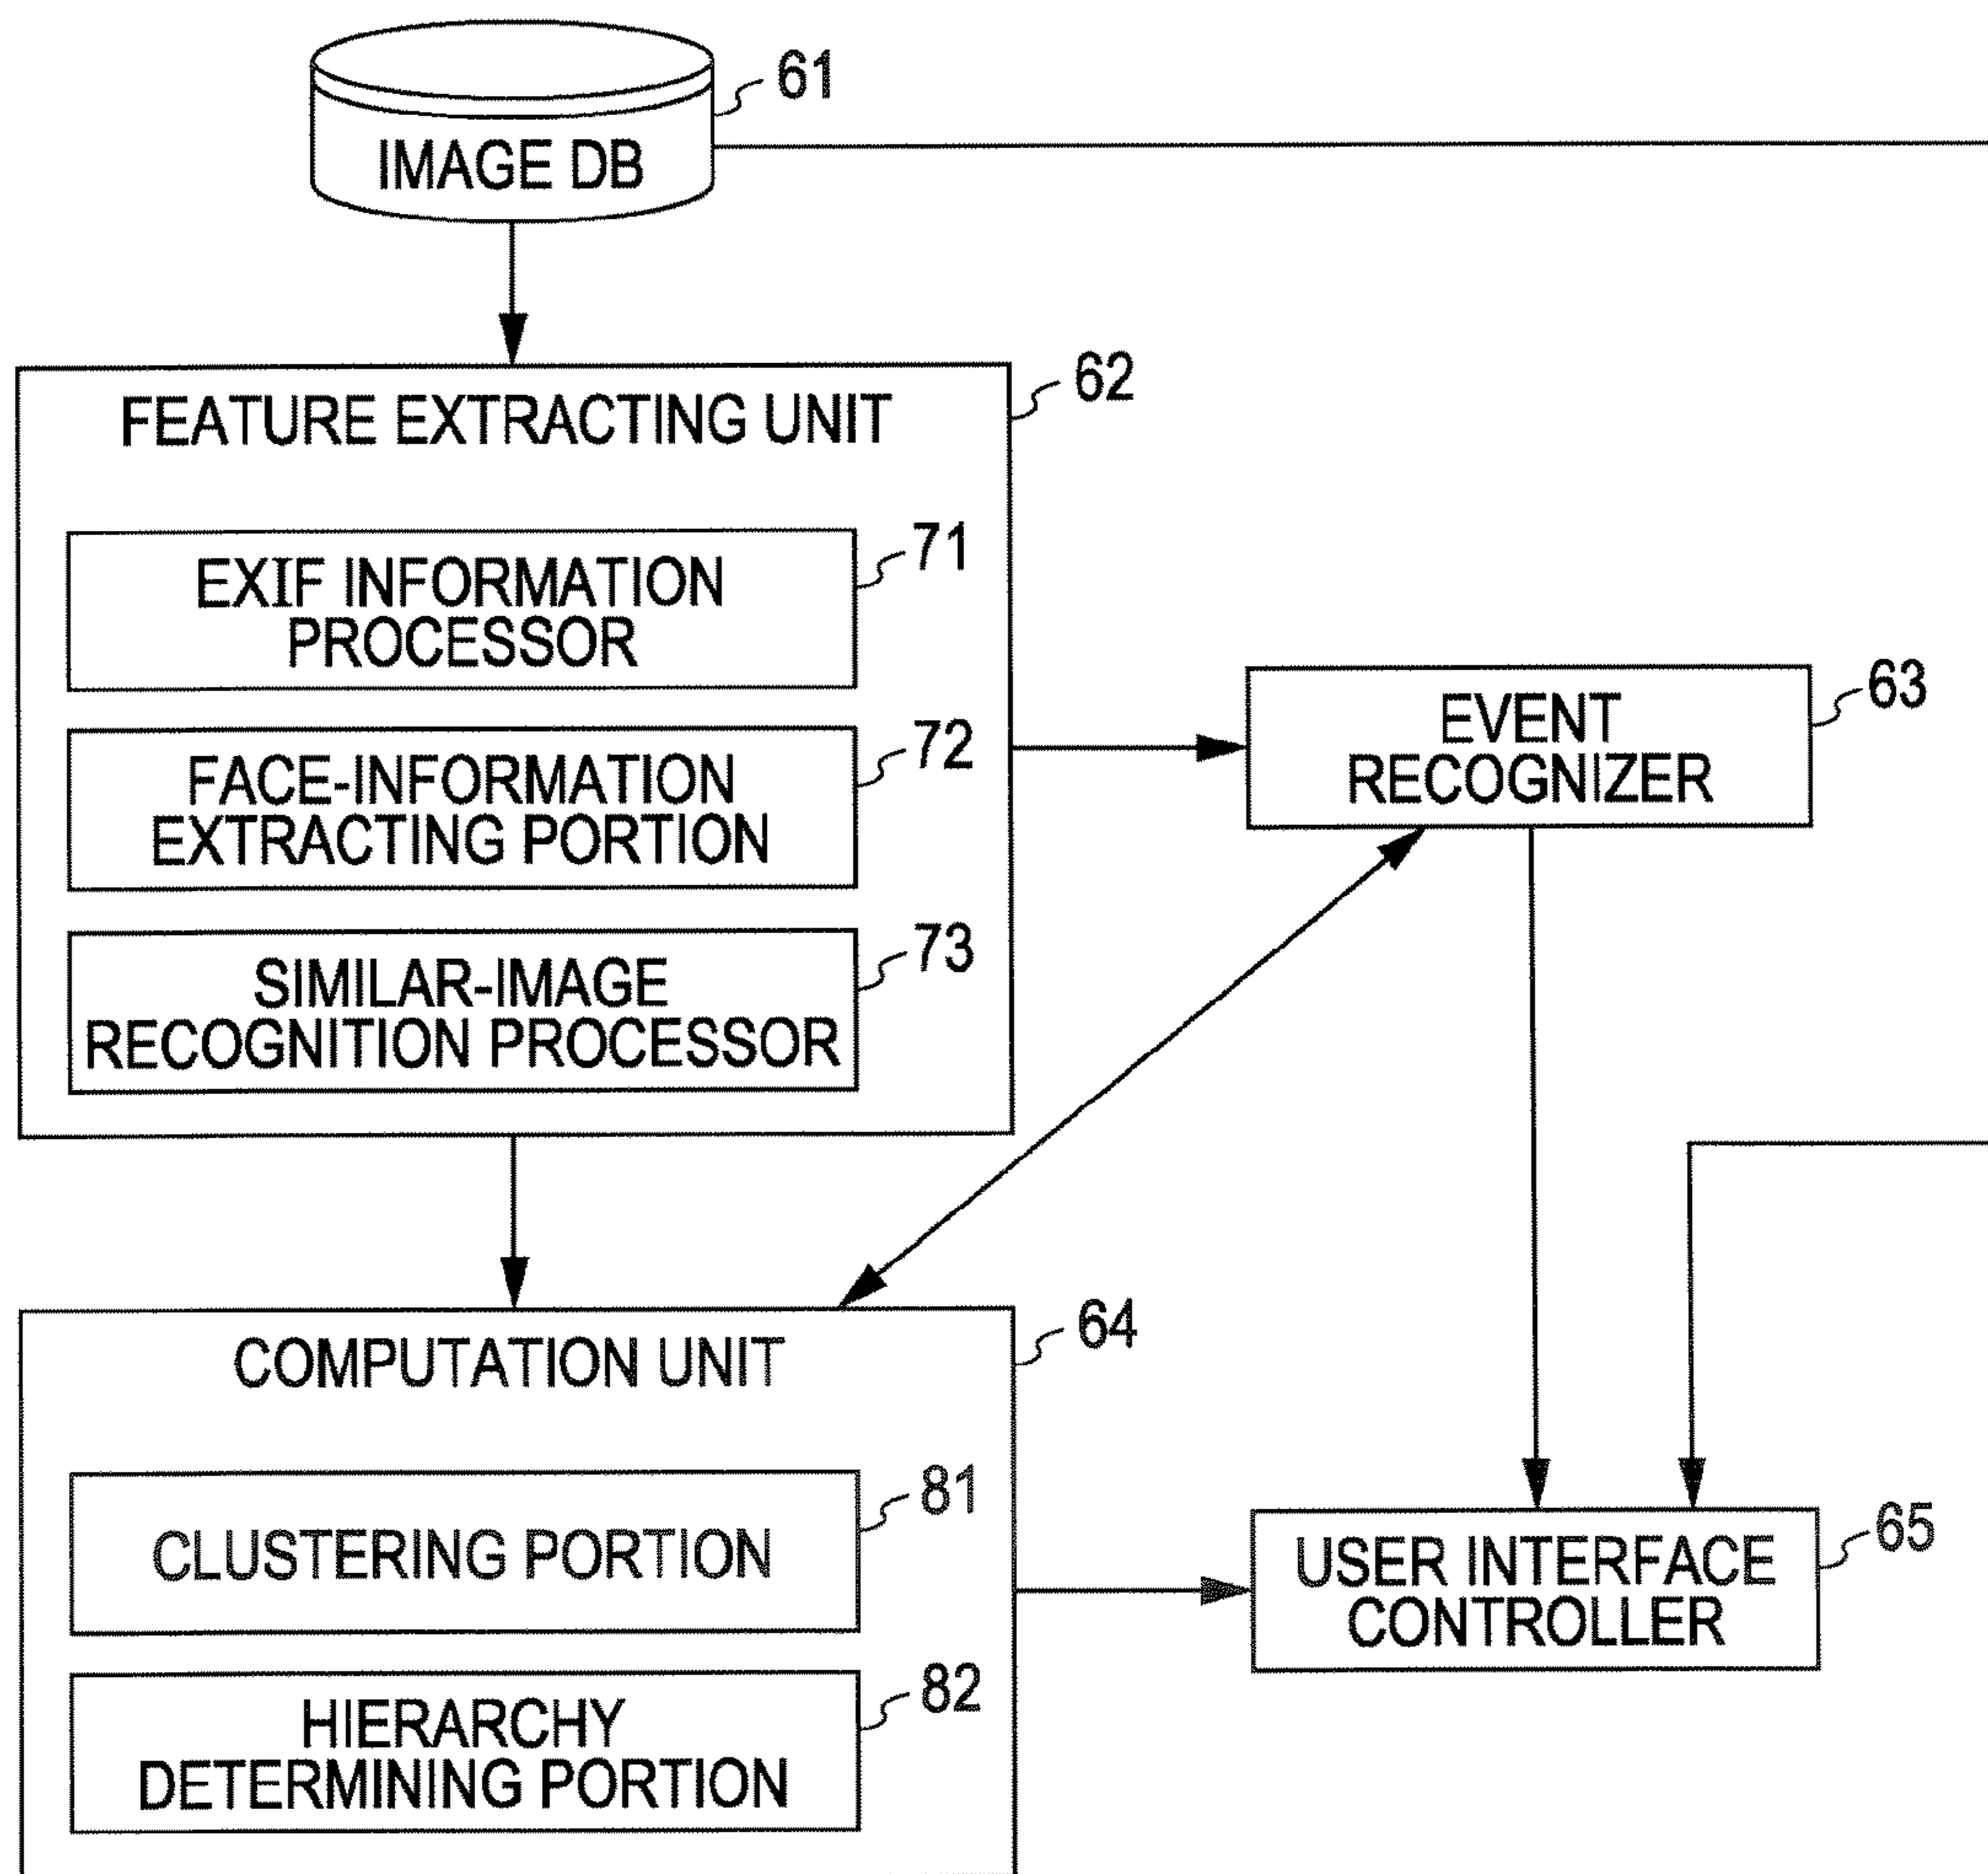 61
IMAGE DB
62
FEATURE EXTRACTING UNIT
71
EXIF INFORMATION
PROCESSOR
72
FACE-INFORMATION
EXTRACTING PORTION
73
SIMILAR-IMAGE
RECOGNITION PROCESSOR
63
EVENT
RECOGNIZER
64
COMPUTATION UNIT
81
CLUSTERING PORTION
82
HIERARCHY
DETERMINING PORTION
65
USER INTERFACE
CONTROLLER